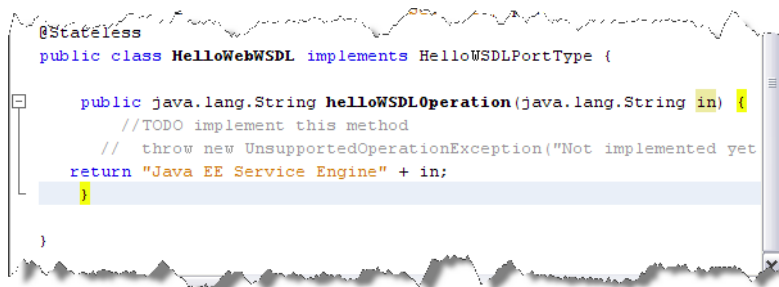 @Stateless
public class HelloWebWSDL implements HelloWSDLPortType {
public java.lang.String helloWSDLOperation(java.lang.String in) {
//TODO implement this method
// throw new UnsupportedOperationException("Not implemented yet
return "Java EE Service Engine" + in;
}
}